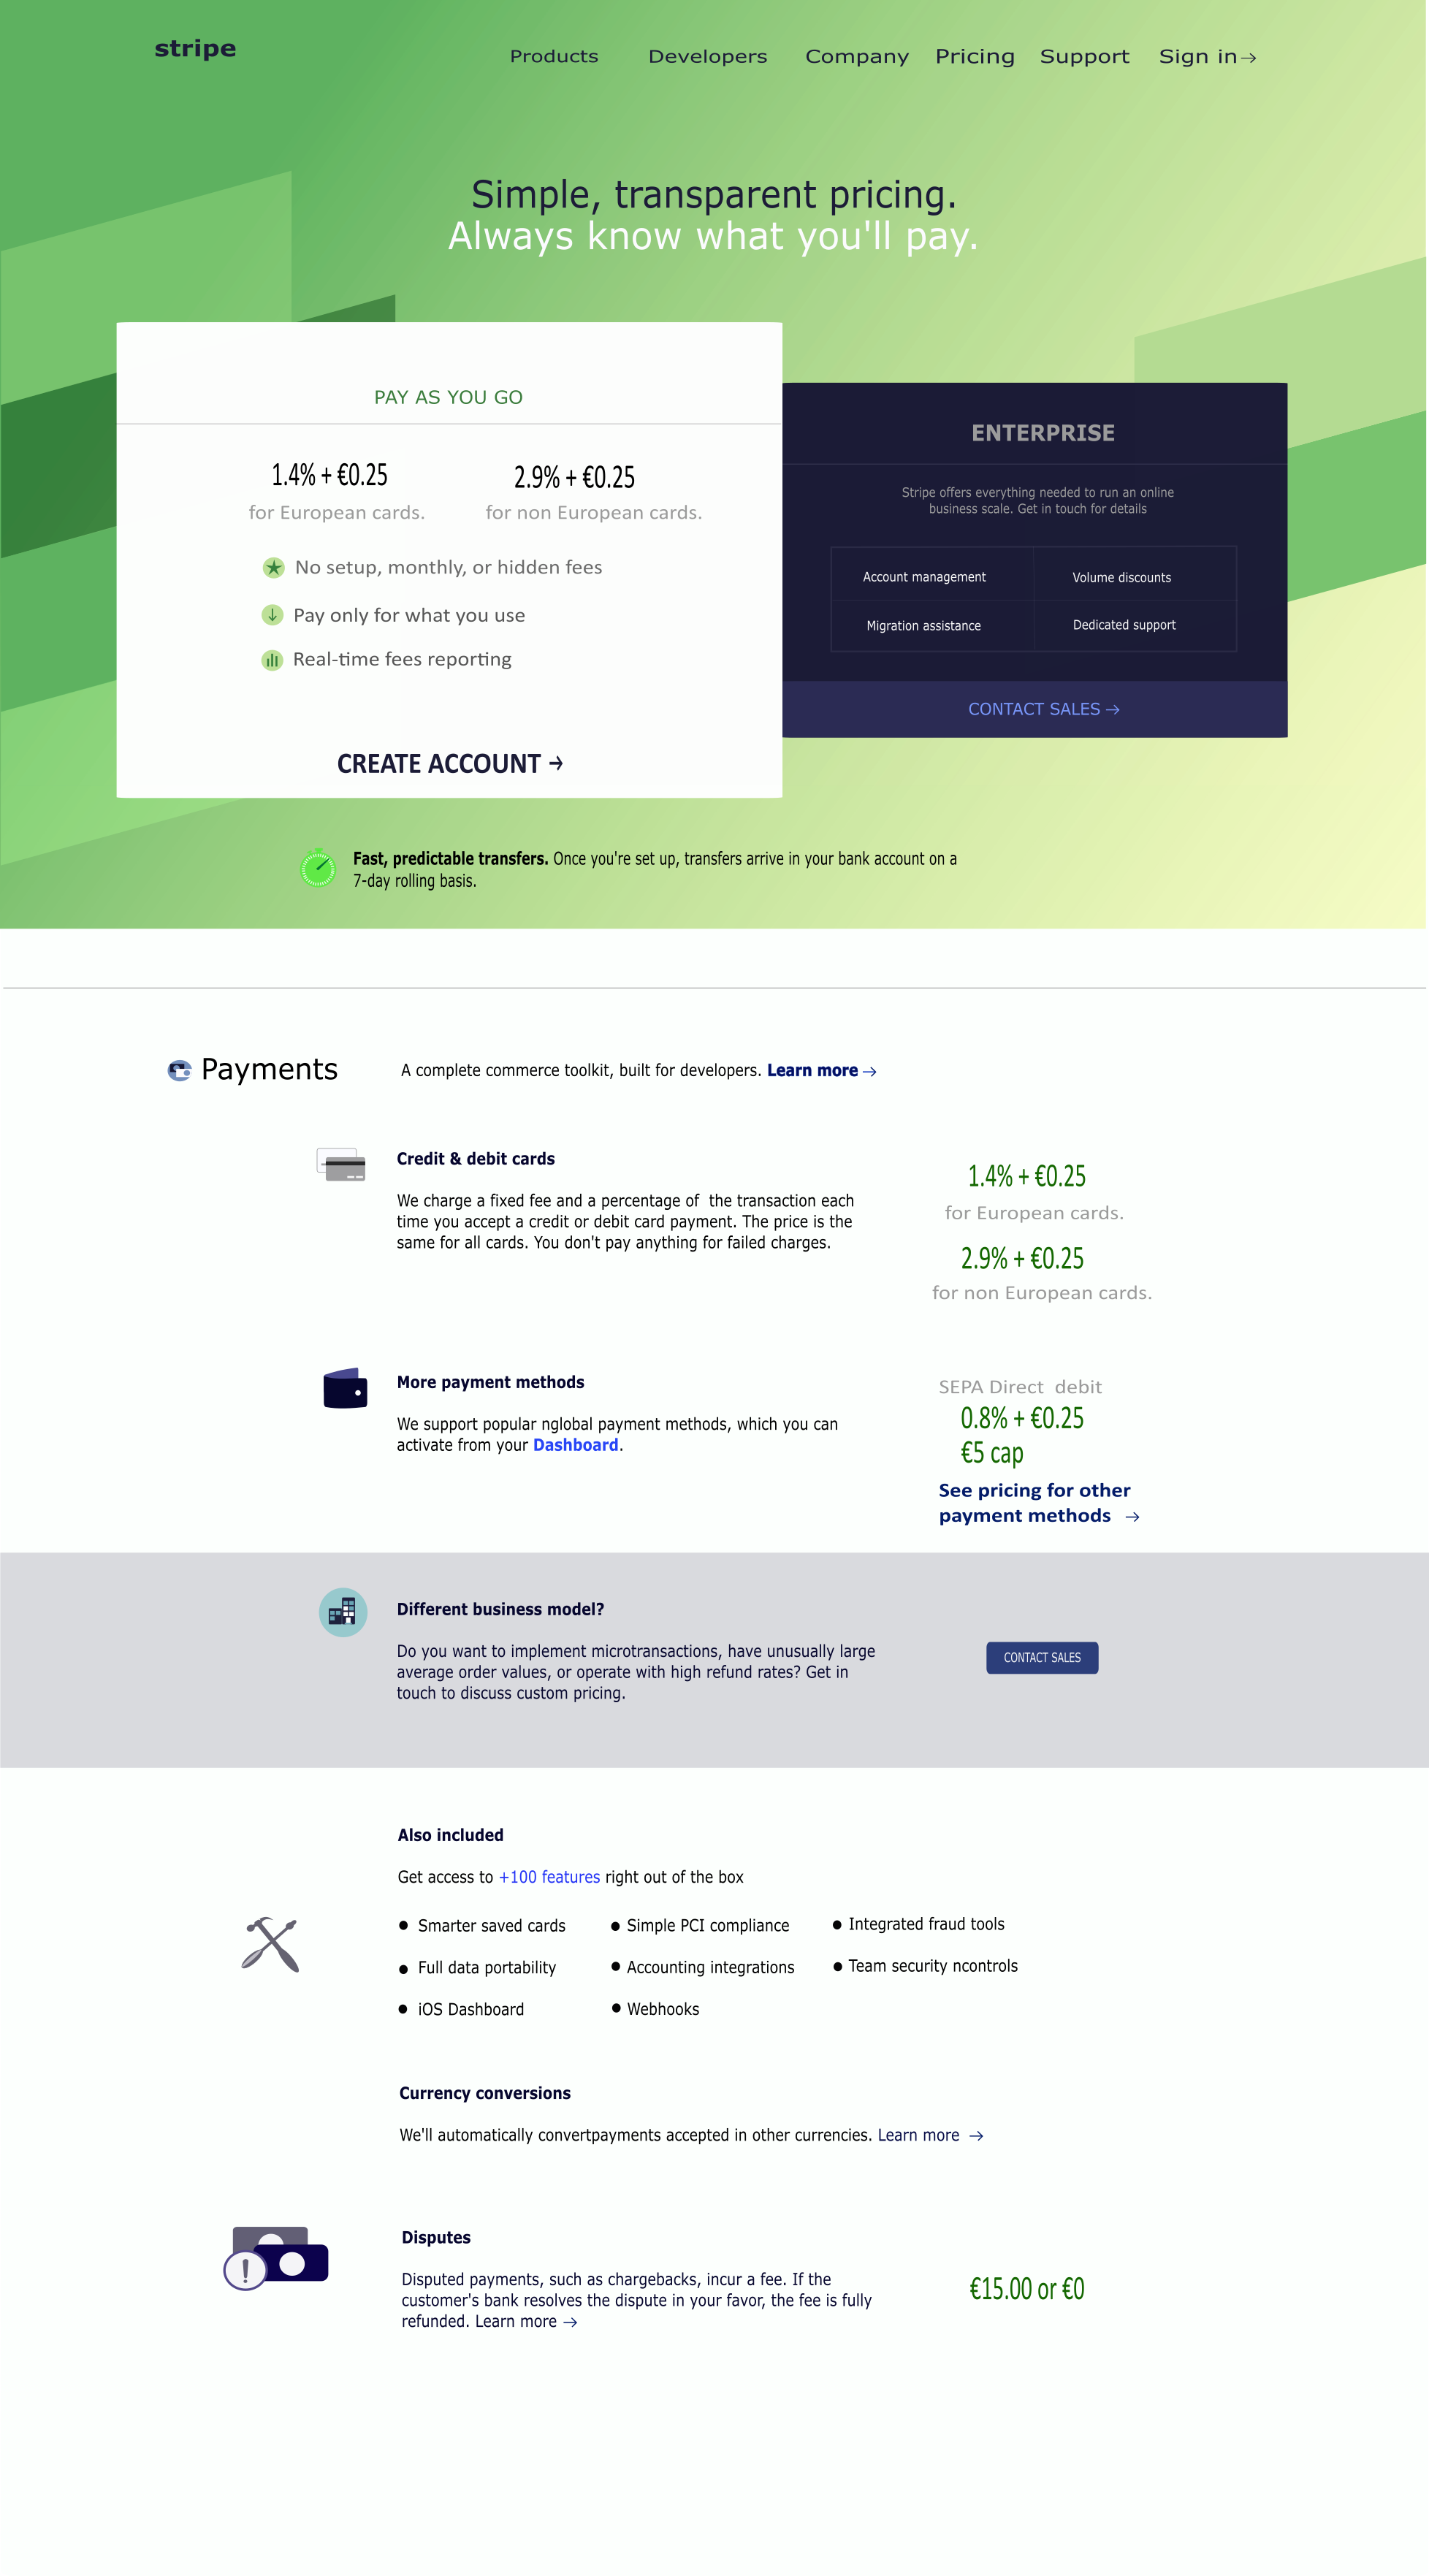 stripe
Products Developers Company Pricing Support Sign in→
Simple, transparent pricing.
Always know what you'll pay.
PAY AS YOU GO
1.4% + €0.25 2.9% + €0.25
for European cards. for non European cards.
No setup, monthly, or hidden fees
Pay only for what you use
Real-time fees reporting
CREATE ACCOUNT →
ENTERPRISE
Stripe offers everything needed to run an online
business scale. Get in touch for details
Account management Volume discounts
Migration assistance Dedicated support
CONTACT SALES →
Fast, predictable transfers. Once you're set up, transfers arrive in your bank account on a
7-day rolling basis.
Payments
A complete commerce toolkit, built for developers. Learn more →
Credit & debit cards
We charge a fixed fee and a percentage of  the transaction each
time you accept a credit or debit card payment. The price is the
same for all cards. You don't pay anything for failed charges.
1.4% + €0.25
for European cards.
2.9% + €0.25
for non European cards.
More payment methods
We support popular nglobal payment methods, which you can
activate from your Dashboard.
SEPA Direct  debit
0.8% + €0.25
€5 cap
See pricing for other
payment methods →
Different business model?
Do you want to implement microtransactions, have unusually large
average order values, or operate with high refund rates? Get in
touch to discuss custom pricing.
CONTACT SALES
Also included
Get access to +100 features right out of the box
● Smarter saved cards ● Simple PCI compliance ● Integrated fraud tools
● Full data portability ● Accounting integrations ● Team security ncontrols
● iOS Dashboard ● Webhooks
Currency conversions
We'll automatically convertpayments accepted in other currencies. Learn more →
Disputes
Disputed payments, such as chargebacks, incur a fee. If the
customer's bank resolves the dispute in your favor, the fee is fully
refunded. Learn more →
€15.00 or €0